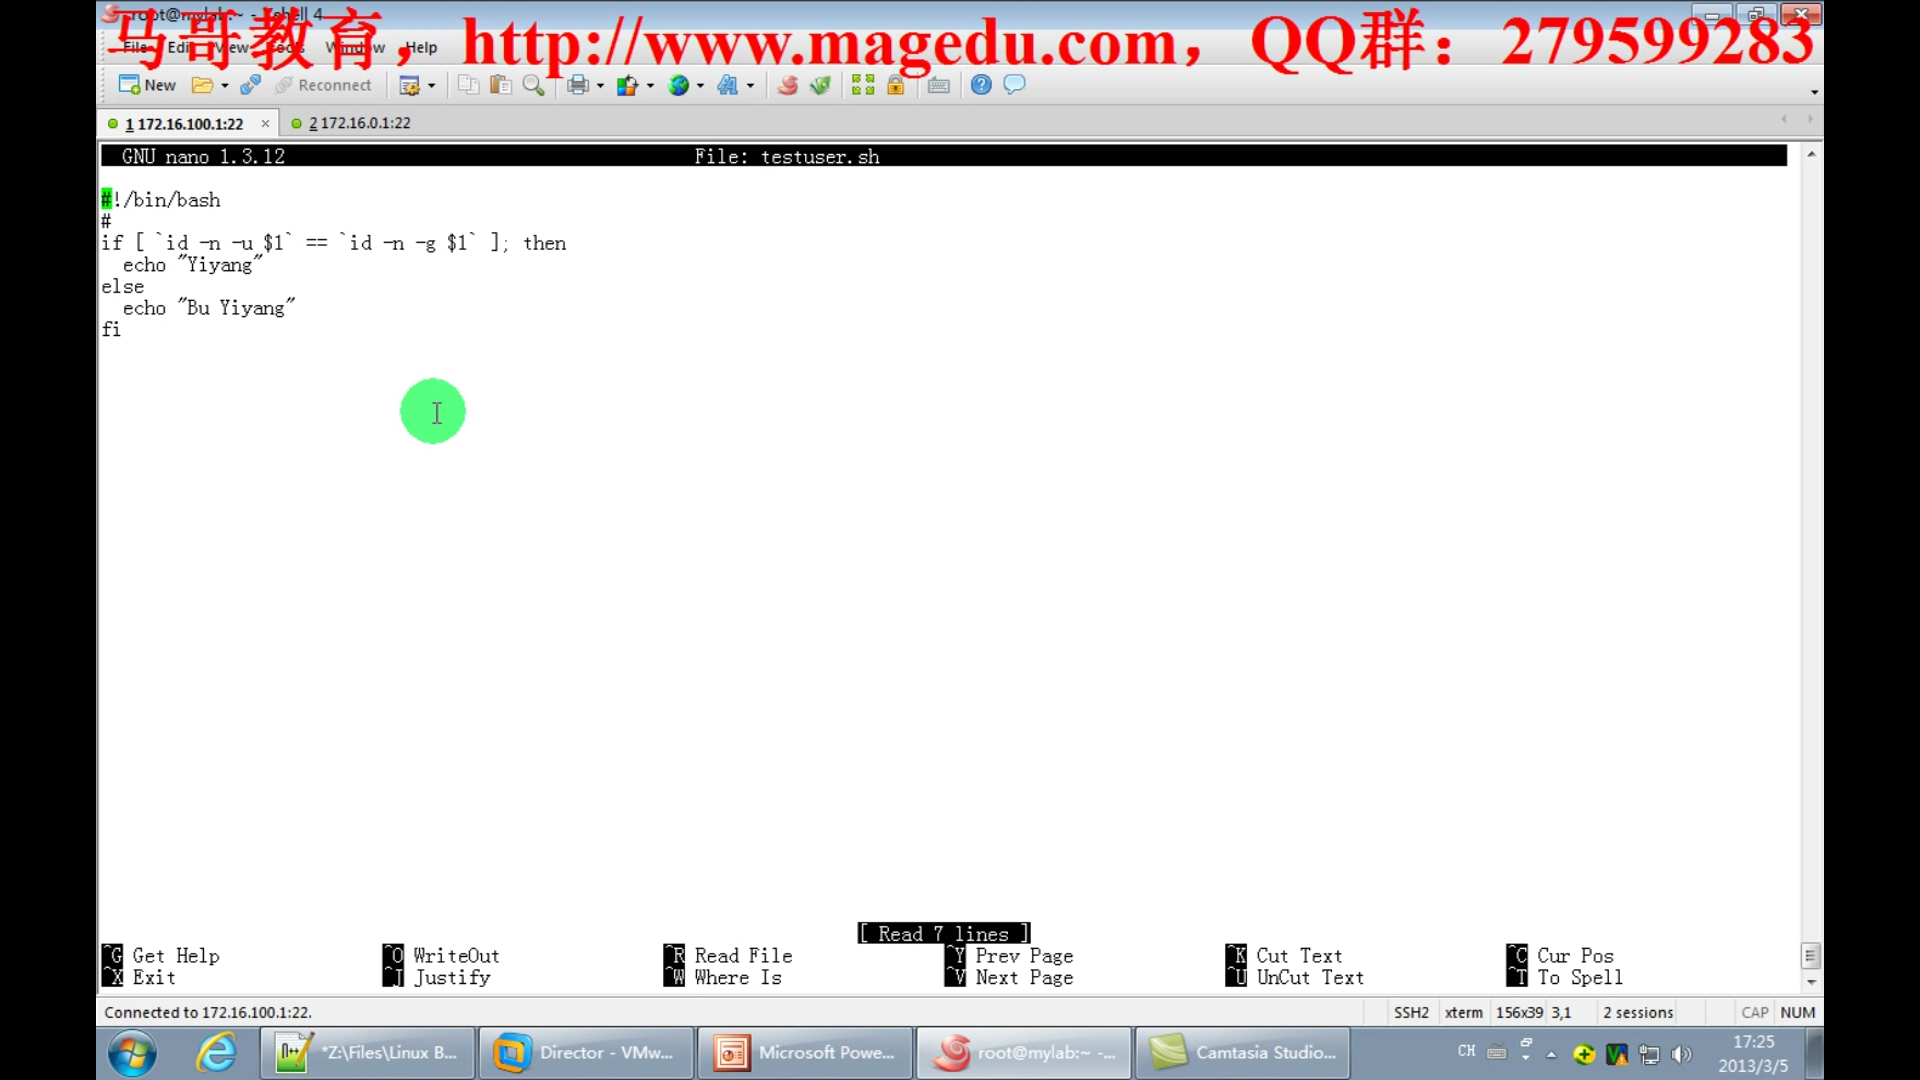 root@mylab:~ - Xshell 4
马哥教育，http://www.magedu.com，QQ群：279599283
File Edit View Tools Window Help
New Reconnect
1 172.16.100.1:22 × 2 172.16.0.1:22
GNU nano 1.3.12 File: testuser.sh
#!/bin/bash
#
if [ `id -n -u $1` == `id -n -g $1` ]; then
echo "Yiyang"
else
echo "Bu Yiyang"
fi
[ Read 7 lines ]
^G Get Help ^O WriteOut ^R Read File ^Y Prev Page ^K Cut Text ^C Cur Pos
^X Exit ^J Justify ^W Where Is ^V Next Page ^U UnCut Text ^T To Spell
Connected to 172.16.100.1:22. SSH2 xterm 156x39 3,1 2 sessions CAP NUM
*Z:\Files\Linux B... Director - VMw... Microsoft Powe... root@mylab:~ -... Camtasia Studio... CH 17:25
2013/3/5